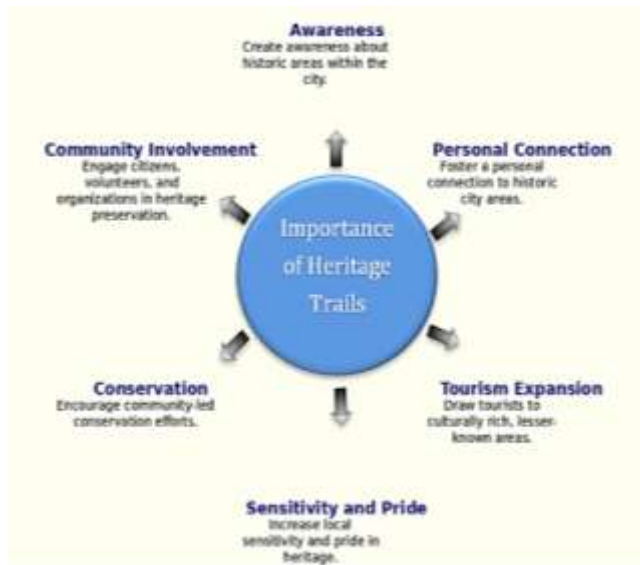 Awareness
Create awareness about
historic areas within the
city.
Community Involvement
Engage citizens,
volunteers, and
organizations in heritage
preservation.
Personal Connection
Foster a personal
connection to historic
city areas.
Importance
of Heritage
Trails
Conservation
Encourage community-led
conservation efforts.
Tourism Expansion
Draw tourists to
culturally rich, lesser-
known areas.
Sensitivity and Pride
Increase local
sensitivity and pride in
heritage.